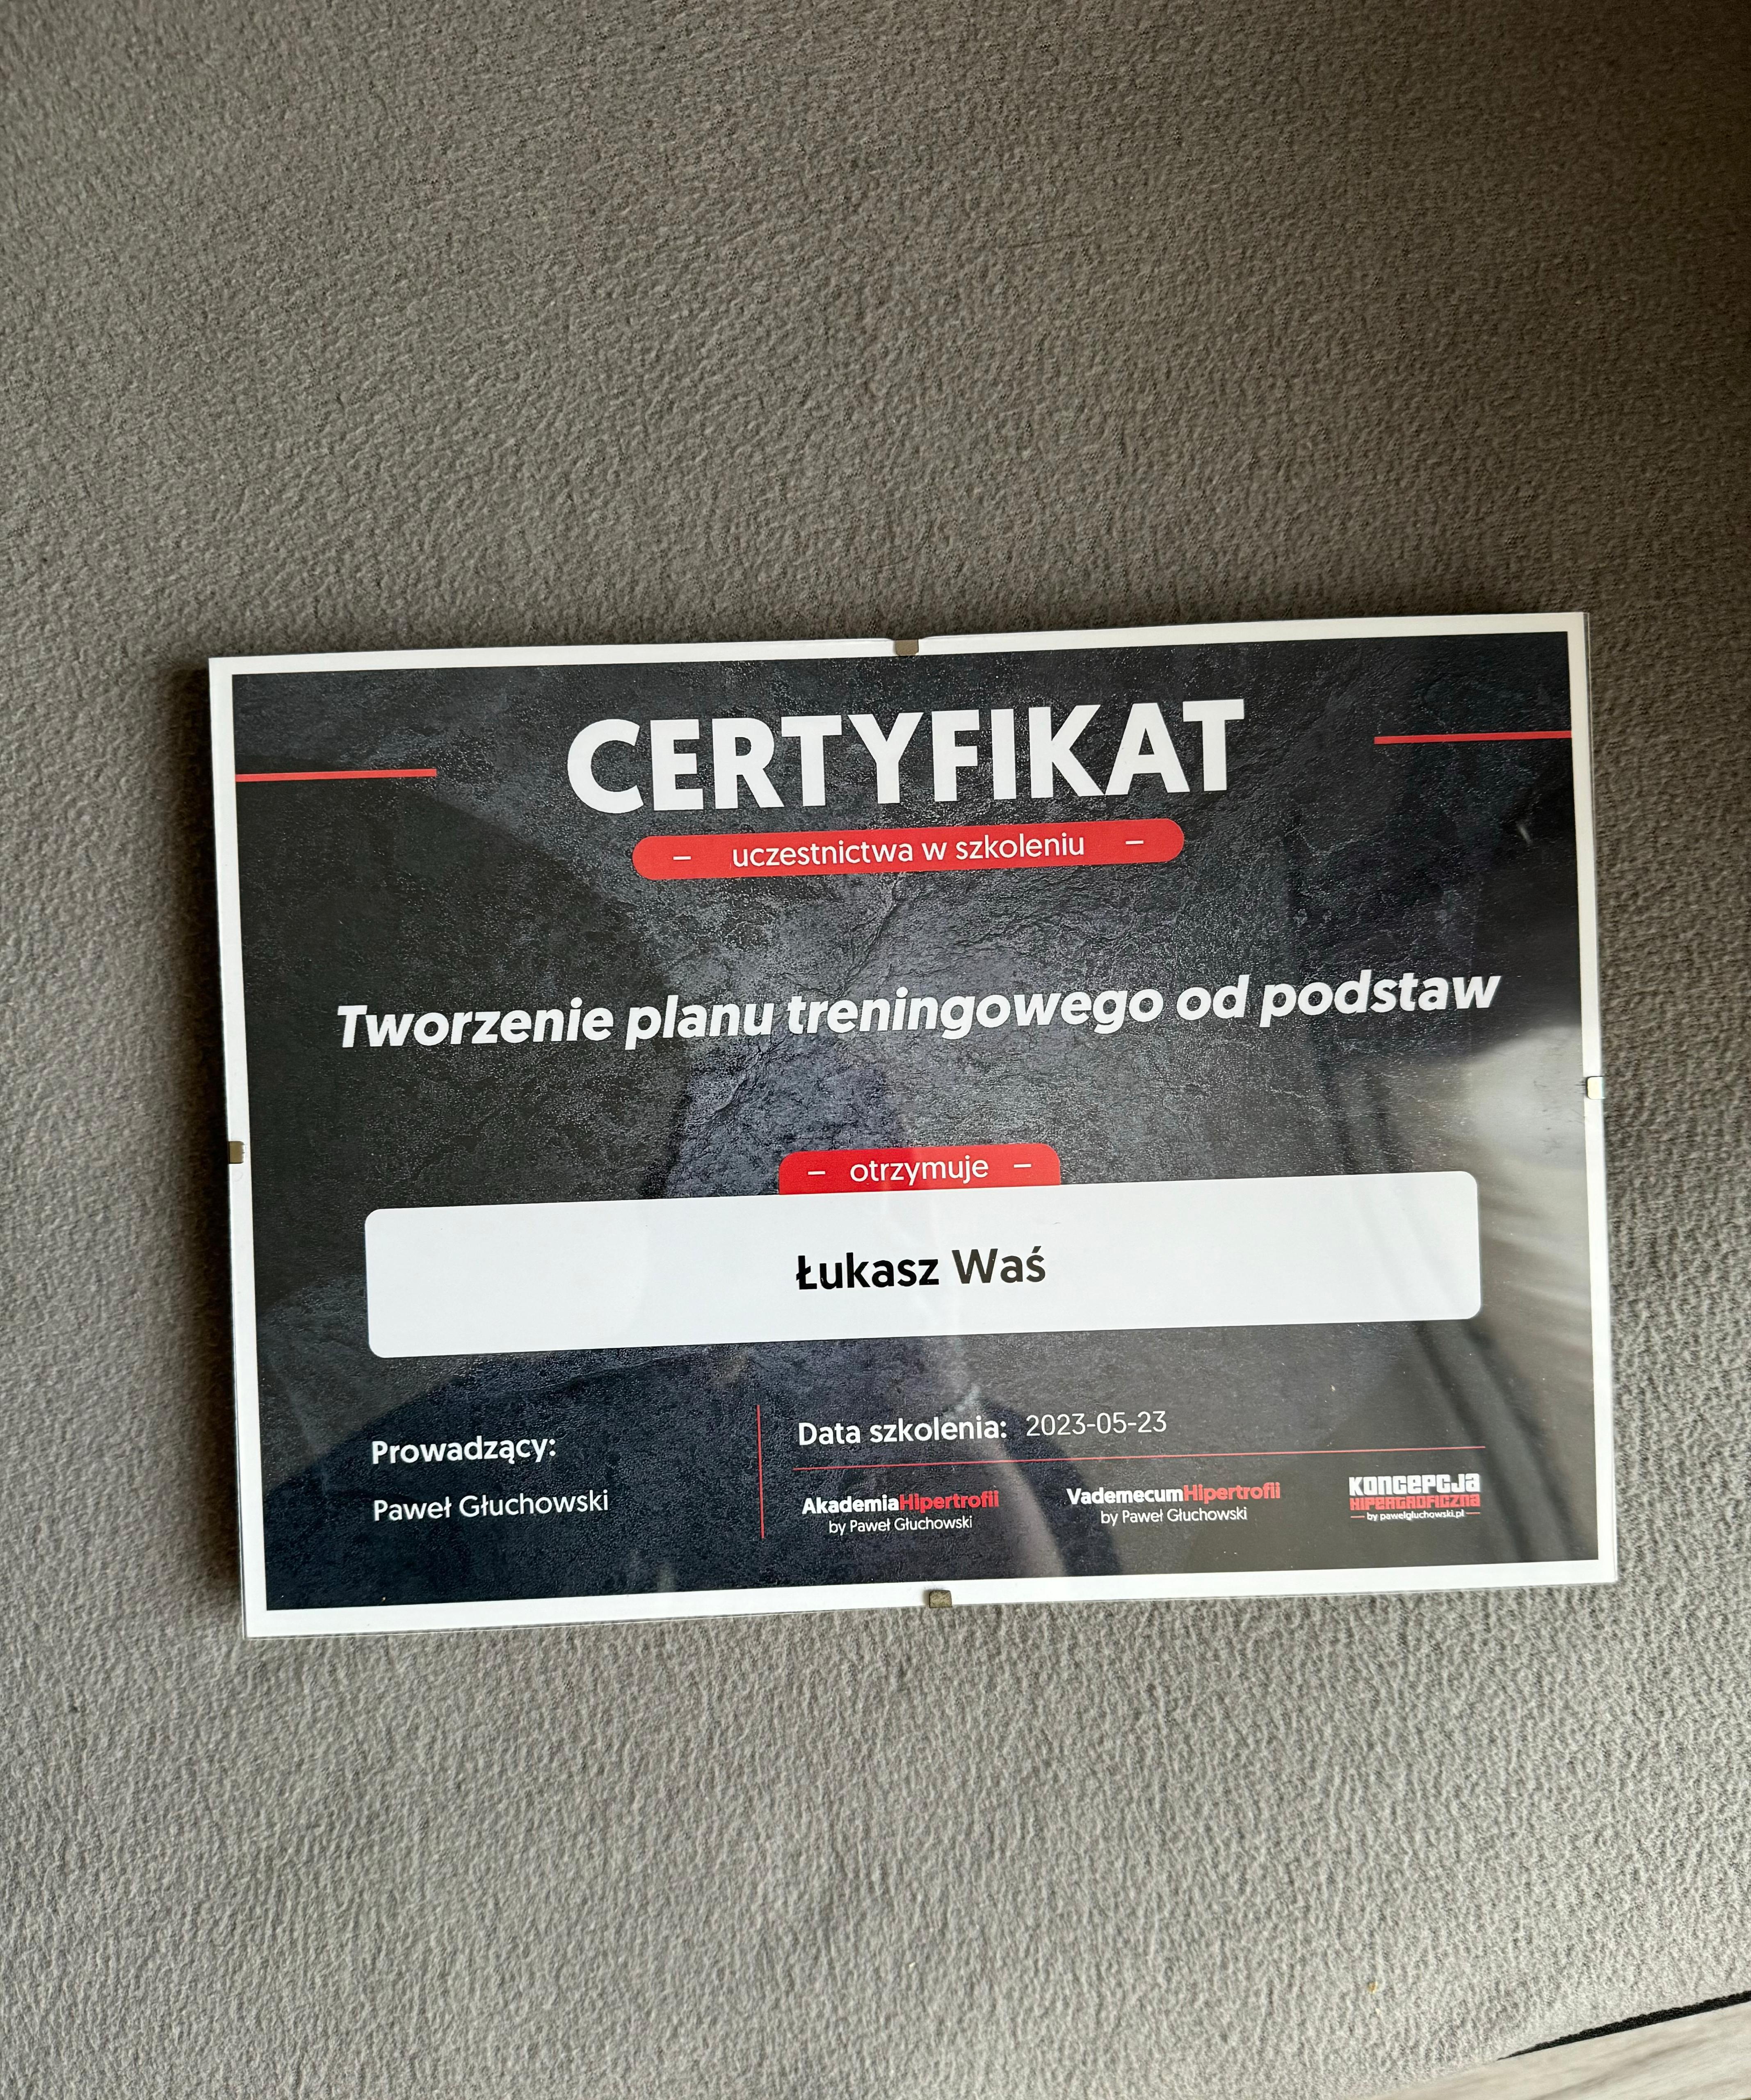 CERTYFIKAT
– uczestnictwa w szkoleniu –
Tworzenie planu treningowego od podstaw
– otrzymuje –
Łukasz Waś
Prowadzący:
Paweł Głuchowski
Data szkolenia: 2023-05-23
AkademiaHipertrofii
by Paweł Głuchowski
VademecumHipertrofii
by Paweł Głuchowski
KONCEPCJA
HIPERTROFICZNA
by pawelgluchowski.pl